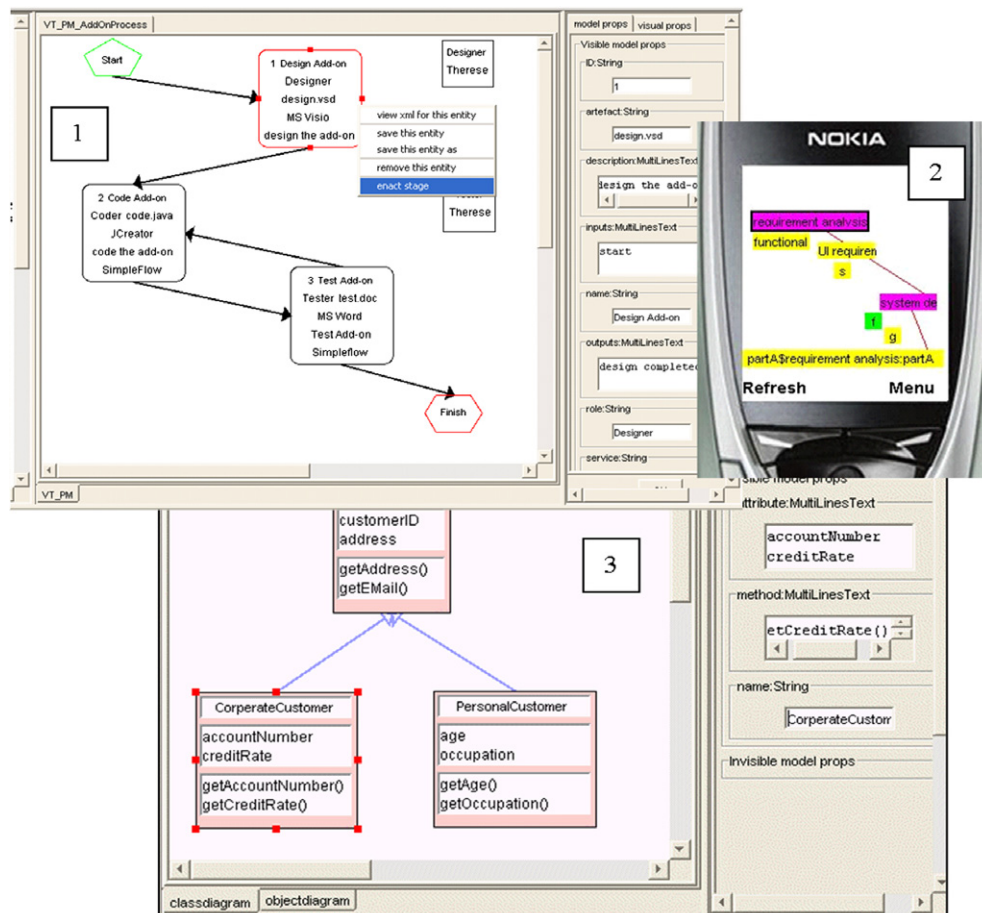 VT_PM_AddOnProcess
1
Start
1 Design Add-on
Designer
design.vsd
MS Visio
design the add-on
Designer
Therese
view xml for this entity
save this entity
save this entity as
remove this entity
enact stage
Therese
2 Code Add-on
Coder code.java
JCreator
code the add-on
SimpleFlow
3 Test Add-on
Tester test.doc
MS Word
Test Add-on
Simpleflow
Finish
VT_PM
model props
visual props
Visible model props
ID:String
1
artefact:String
design.vsd
description:MultiLinesText
design the add-o
inputs:MultiLinesText
start
name:String
Design Add-on
outputs:MultiLinesText
design completed
role:String
Designer
service:String
NOKIA
2
requirement analysis
functional
UI requiren
s
system de
f
g
partA$requirement analysis:partA
Refresh
Menu
3
customerID
address
getAddress()
getEMail()
CorperateCustomer
accountNumber
creditRate
getAccountNumber()
getCreditRate()
PersonalCustomer
age
occupation
getAge()
getOccupation()
classdiagram
objectdiagram
model props
attribute:MultiLinesText
accountNumber
creditRate
method:MultiLinesText
etCreditRate()
name:String
CorperateCustom
Invisible model props